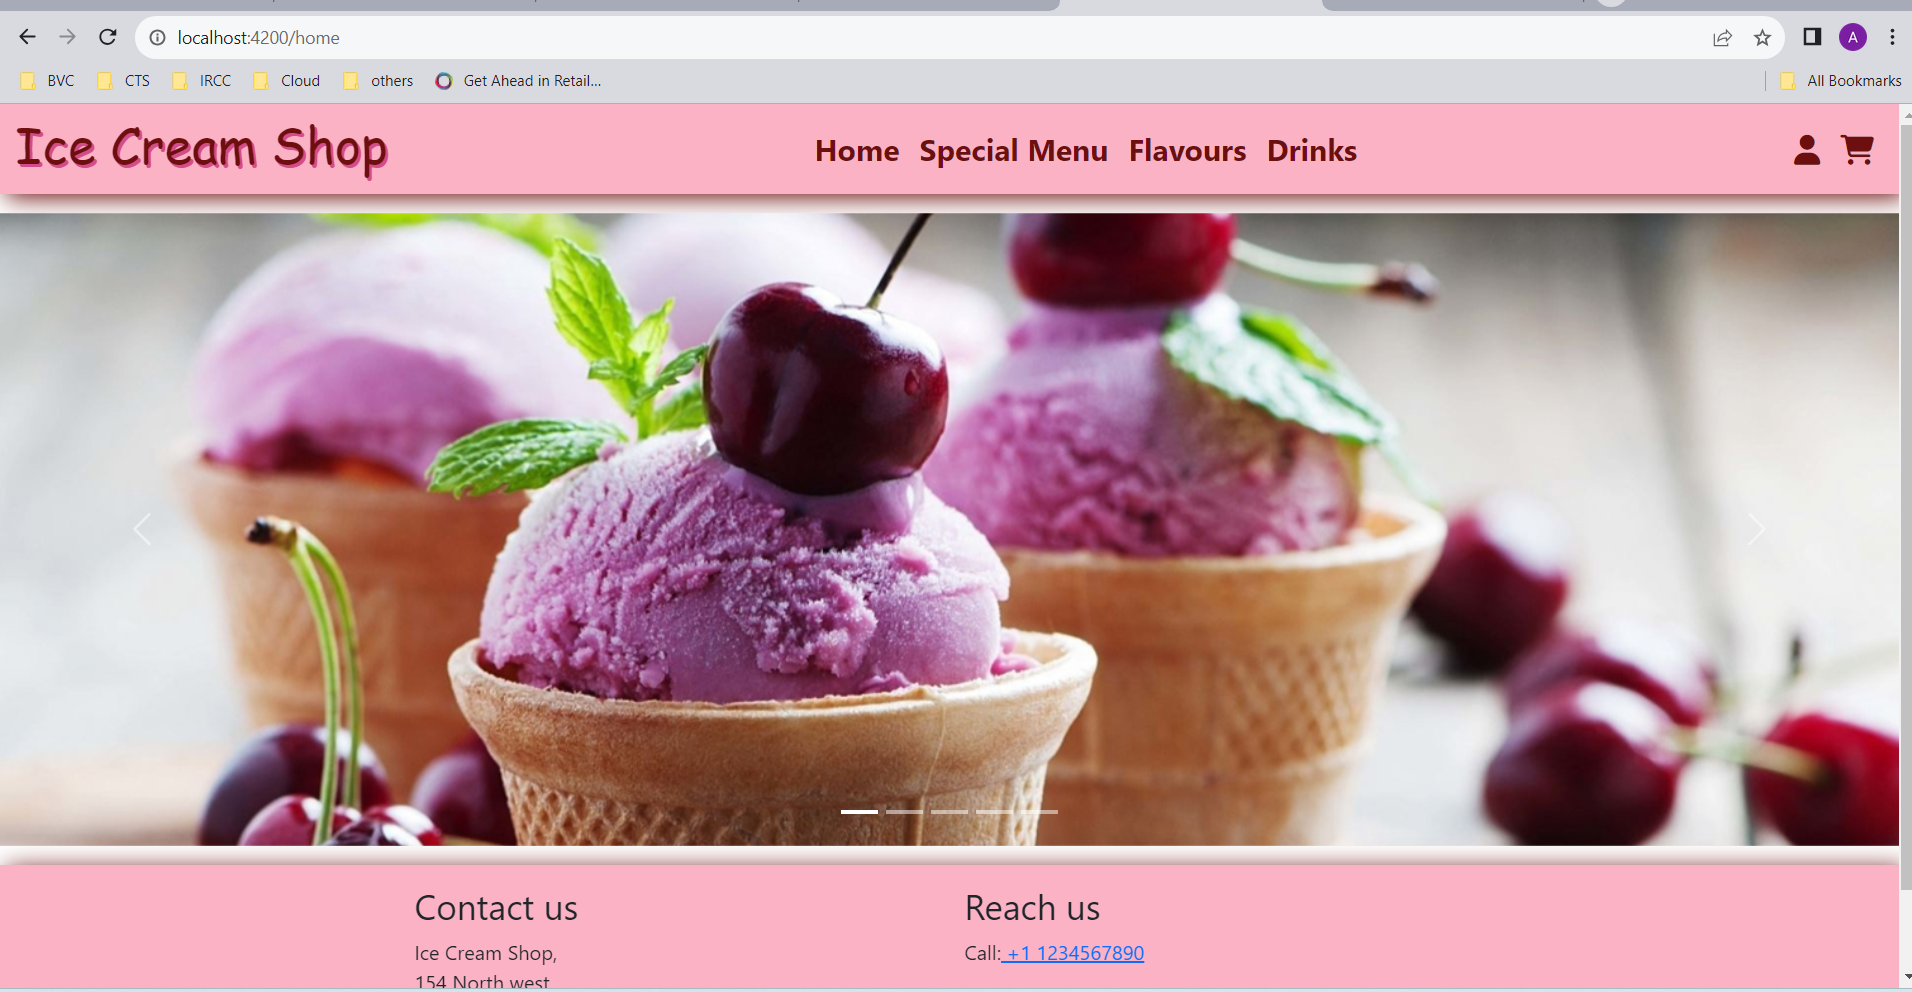 localhost:4200/home
A
BVC CTS IRCC Cloud others Get Ahead in Retail... All Bookmarks
Ice Cream Shop Home Special Menu Flavours Drinks
Contact us
Ice Cream Shop,
154 North west
Reach us
Call: +1 1234567890